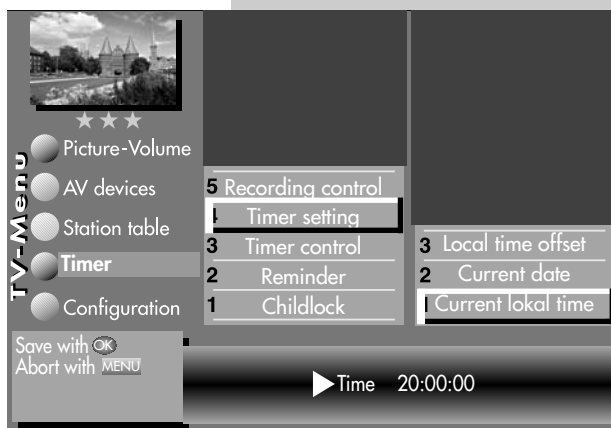 TV-Menu
Picture-Volume
AV devices
Station table
Timer
Configuration
5 Recording control
4 Timer setting
3 Timer control
2 Reminder
1 Childlock
3 Local time offset
2 Current date
1 Current lokal time
Save with OK
Abort with MENU
Time 20:00:00